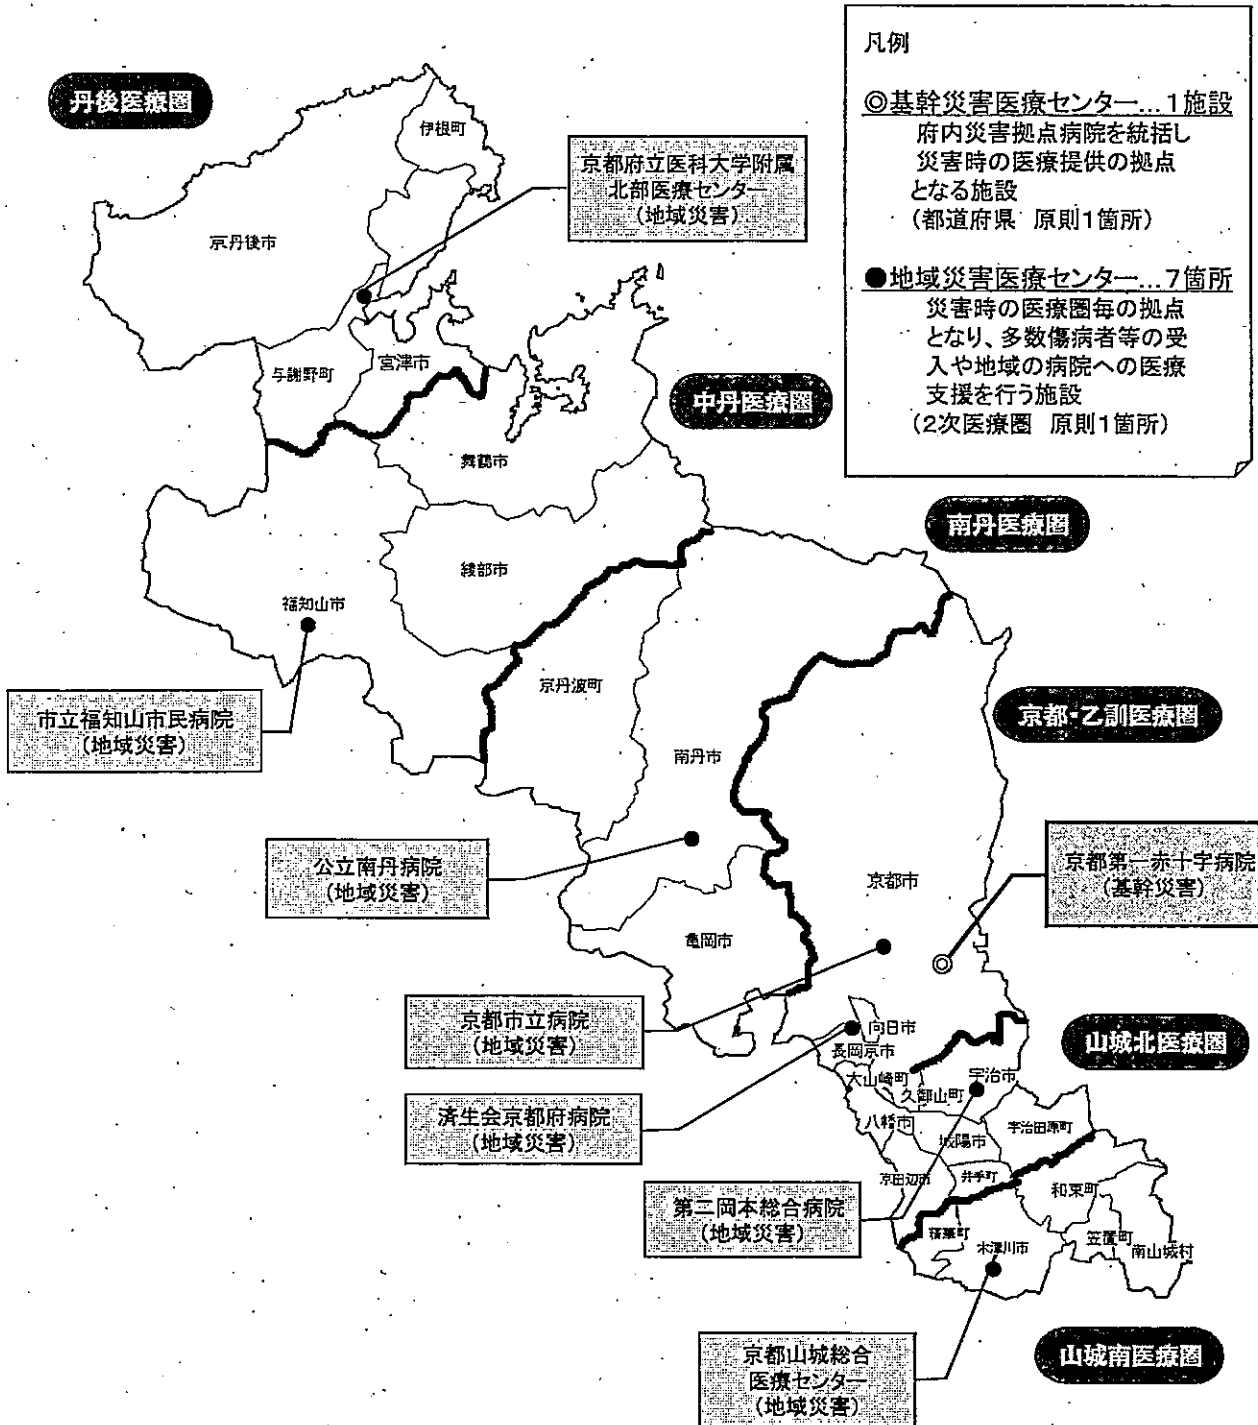 凡例
◎基幹災害医療センター…1施設
府内災害拠点病院を統括し
災害時の医療提供の拠点
となる施設
(都道府県 原則1箇所)
●地域災害医療センター…7箇所
災害時の医療圏毎の拠点
となり、多数傷病者等の受
入や地域の病院への医療
支援を行う施設
(2次医療圏 原則1箇所)
丹後医療圏
伊根町
京都府立医科大学附属
北部医療センター
(地域災害)
京丹後市
与謝野町
宮津市
中丹医療圏
舞鶴市
南丹医療圏
綾部市
福知山市
京丹波町
市立福知山市民病院
(地域災害)
京都・乙訓医療圏
南丹市
公立南丹病院
(地域災害)
京都市
京都第一赤十字病院
(基幹災害)
亀岡市
京都市立病院
(地域災害)
向日市
長岡京市
山城北医療圏
大山崎町
宇治市
久御山町
済生会京都府病院
(地域災害)
八幡市
城陽市
宇治田原町
京田辺市
井手町
和束町
第二岡本総合病院
(地域災害)
精華町
木津川市
笠置町
南山城村
京都山城総合
医療センター
(地域災害)
山城南医療圏